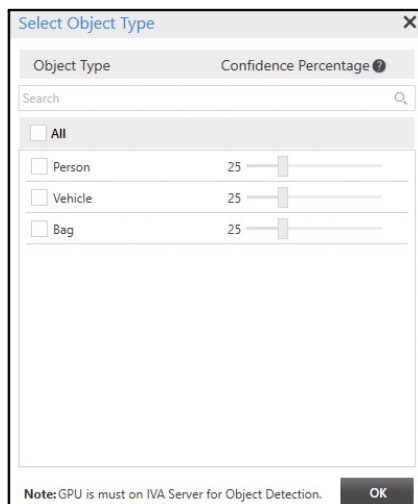 Select Object Type
Object Type Confidence Percentage ?
Search
All
Person 25
Vehicle 25
Bag 25
Note: GPU is must on IVA Server for Object Detection. OK